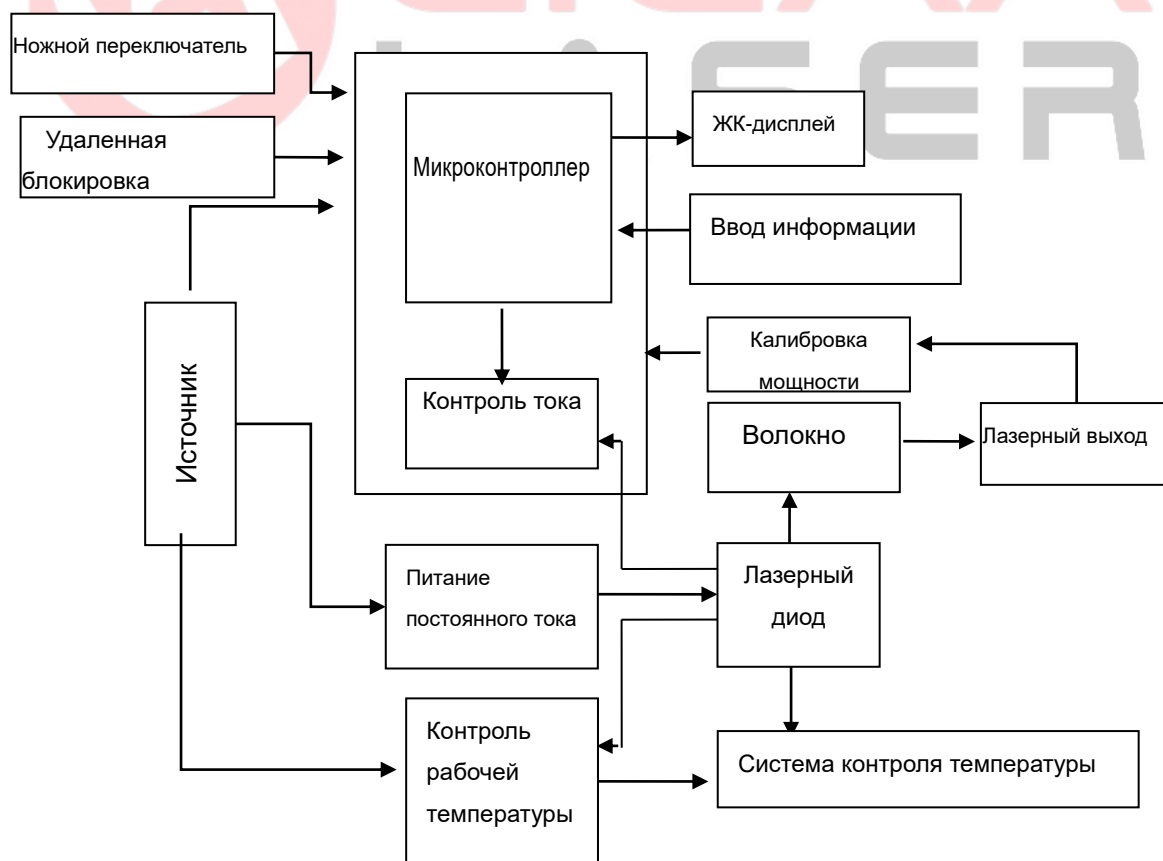 Ножной переключатель
Удаленная
блокировка
Микроконтроллер
ЖК-дисплей
Ввод информации
Источник
Контроль тока
Калибровка
мощности
Волокно
Лазерный выход
Питание
постоянного тока
Лазерный
диод
Контроль
рабочей
температуры
Система контроля температуры